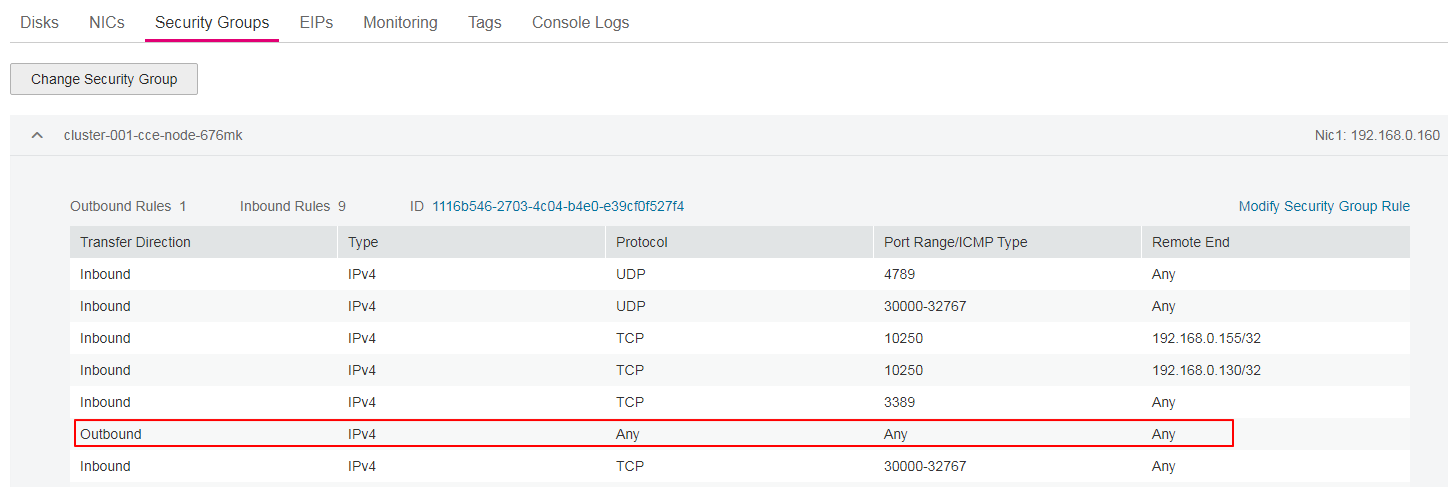 Disks NICs Security Groups EIPs Monitoring Tags Console Logs
Change Security Group
cluster-001-cce-node-676mk Nic1: 192.168.0.160
Outbound Rules 1 Inbound Rules 9 ID 1116b546-2703-4c04-b4e0-e39cf0f527f4 Modify Security Group Rule
Transfer Direction Type Protocol Port Range/ICMP Type Remote End
Inbound IPv4 UDP 4789 Any
Inbound IPv4 UDP 30000-32767 Any
Inbound IPv4 TCP 10250 192.168.0.155/32
Inbound IPv4 TCP 10250 192.168.0.130/32
Inbound IPv4 TCP 3389 Any
Outbound IPv4 Any Any Any
Inbound IPv4 TCP 30000-32767 Any